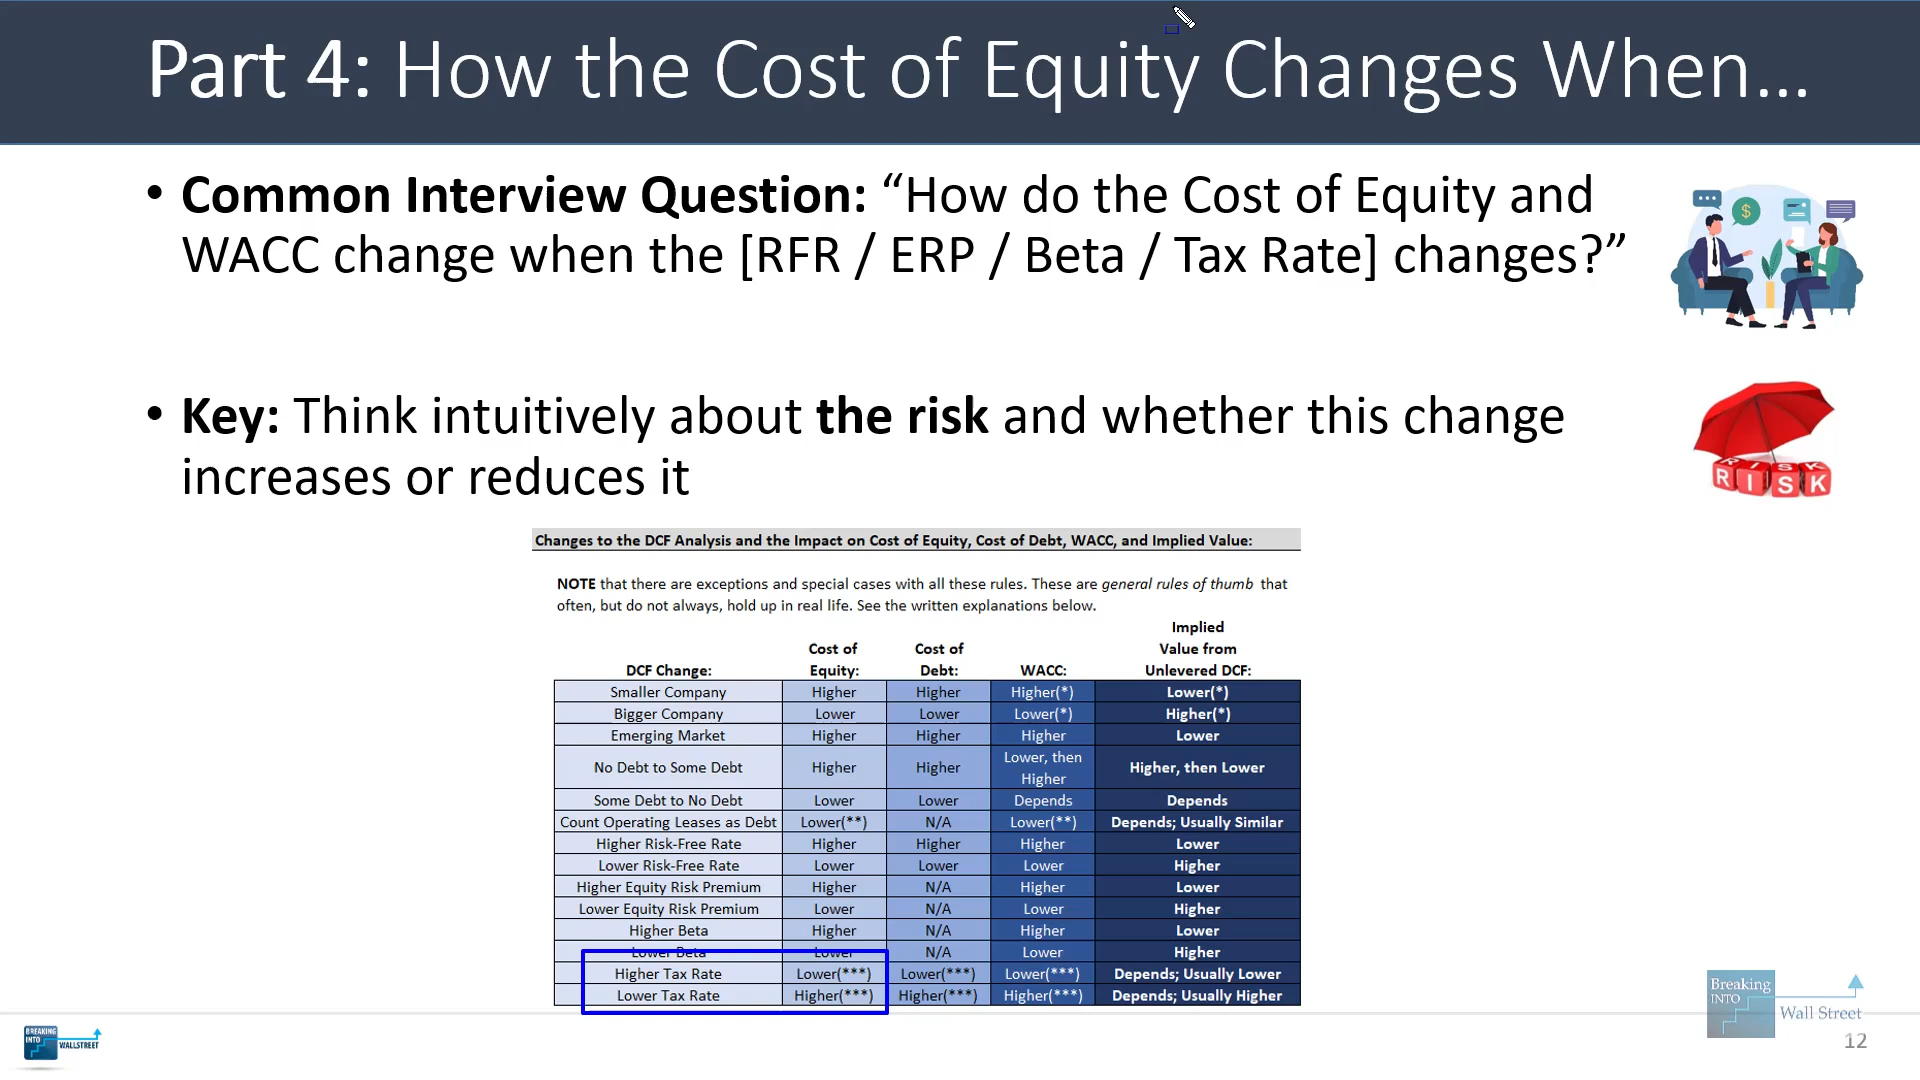 Part 4: How the Cost of Equity Changes When...
• Common Interview Question: “How do the Cost of Equity and
WACC change when the [RFR / ERP / Beta / Tax Rate] changes?”
• Key: Think intuitively about the risk and whether this change
increases or reduces it
RISK
Changes to the DCF Analysis and the Impact on Cost of Equity, Cost of Debt, WACC, and Implied Value:
NOTE that there are exceptions and special cases with all these rules. These are general rules of thumb that
often, but do not always, hold up in real life. See the written explanations below.
DCF Change: Cost of Equity: Cost of Debt: WACC: Implied Value from Unlevered DCF:
Smaller Company Higher Higher Higher(*) Lower(*)
Bigger Company Lower Lower Lower(*) Higher(*)
Emerging Market Higher Higher Higher Lower
No Debt to Some Debt Higher Higher Lower, then Higher Higher, then Lower
Some Debt to No Debt Lower Lower Depends Depends
Count Operating Leases as Debt Lower(**) N/A Lower(**) Depends; Usually Similar
Higher Risk-Free Rate Higher Higher Higher Lower
Lower Risk-Free Rate Lower Lower Lower Higher
Higher Equity Risk Premium Higher N/A Higher Lower
Lower Equity Risk Premium Lower N/A Lower Higher
Higher Beta Higher N/A Higher Lower
Lower Beta Lower N/A Lower Higher
Higher Tax Rate Lower(***) Lower(***) Lower(***) Depends; Usually Lower
Lower Tax Rate Higher(***) Higher(***) Higher(***) Depends; Usually Higher
Breaking
INTO
Wall Street
BREAKING
INTO
WALLSTREET
12